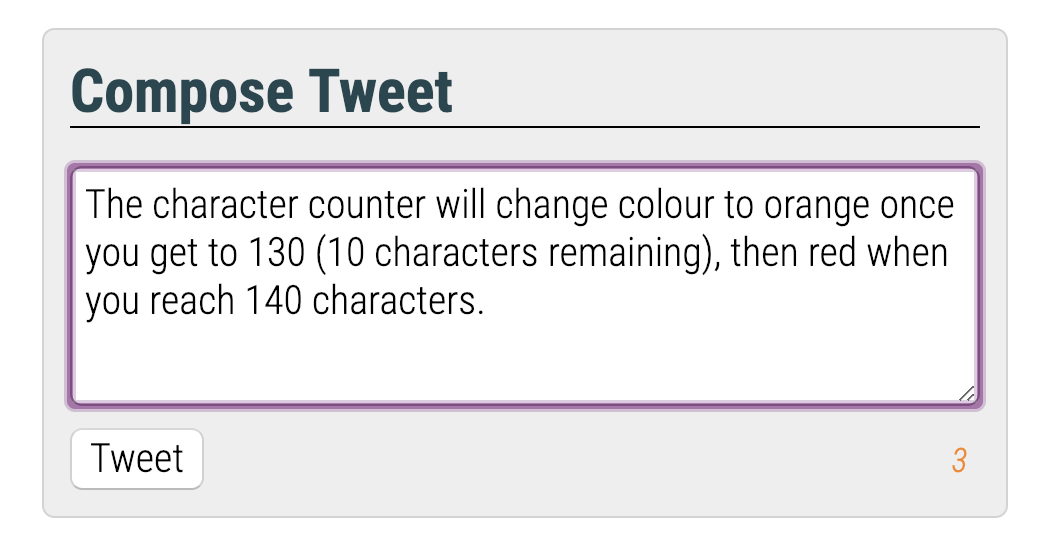 Compose Tweet
The character counter will change colour to orange once
you get to 130 (10 characters remaining), then red when
you reach 140 characters.
Tweet
3